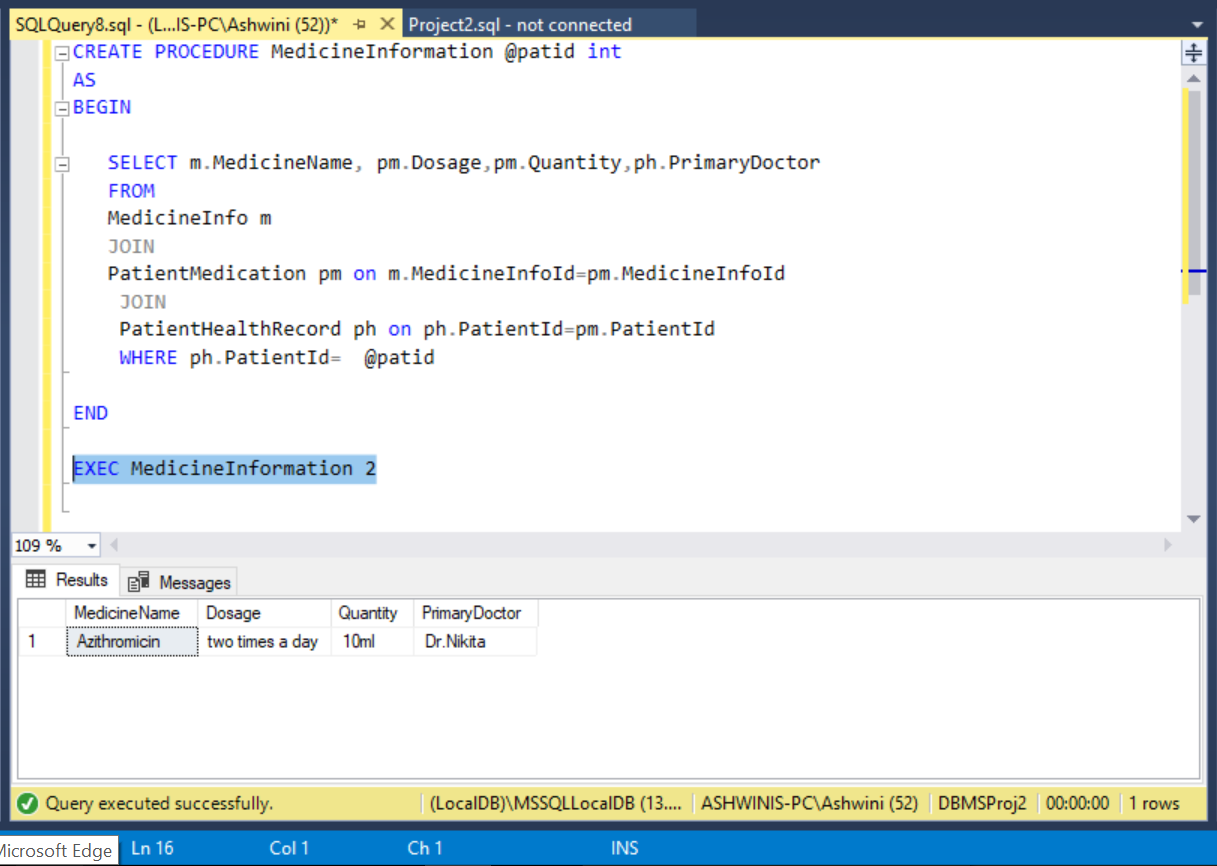 SQLQuery8.sql - (L...IS-PC\Ashwini (52))* Project2.sql - not connected
CREATE PROCEDURE MedicineInformation @patid int
AS
BEGIN
SELECT m.MedicineName, pm.Dosage,pm.Quantity,ph.PrimaryDoctor
FROM
MedicineInfo m
JOIN
PatientMedication pm on m.MedicineInfoId=pm.MedicineInfoId
JOIN
PatientHealthRecord ph on ph.PatientId=pm.PatientId
WHERE ph.PatientId= @patid
END
EXEC MedicineInformation 2
109 %
Results Messages
MedicineName Dosage Quantity PrimaryDoctor
1 Azithromicin two times a day 10ml Dr.Nikita
Query executed successfully. (LocalDB)\MSSQLLocalDB (13.... ASHWINIS-PC\Ashwini (52) DBMSProj2 00:00:00 1 rows
Microsoft Edge Ln 16 Col 1 Ch 1 INS